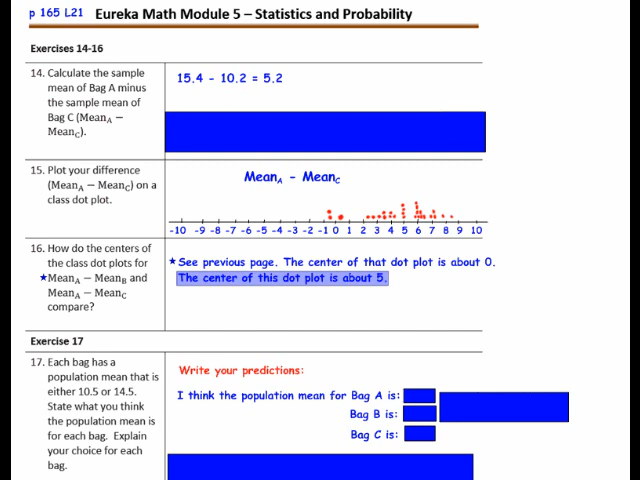 p 165 L21 Eureka Math Module 5 – Statistics and Probability
Exercises 14-16
14. Calculate the sample
mean of Bag A minus
the sample mean of
Bag C (MeanA −
MeanC).
15.4 - 10.2 = 5.2
15. Plot your difference
(MeanA − MeanC) on a
class dot plot.
MeanA - MeanC
-10 -9 -8 -7 -6 -5 -4 -3 -2 -1 0 1 2 3 4 5 6 7 8 9 10
16. How do the centers of
the class dot plots for
★MeanA − MeanB and
MeanA − MeanC
compare?
★ See previous page. The center of that dot plot is about 0.
The center of this dot plot is about 5.
Exercise 17
17. Each bag has a
population mean that is
either 10.5 or 14.5.
State what you think
the population mean is
for each bag. Explain
your choice for each
bag.
Write your predictions:
I think the population mean for Bag A is:
Bag B is:
Bag C is: